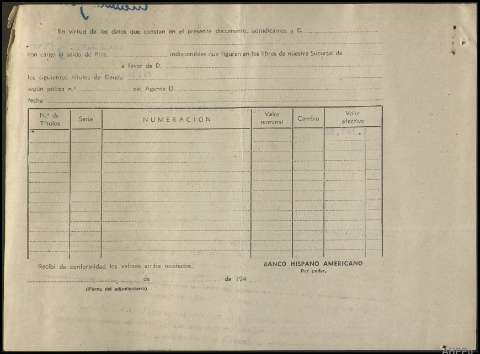 En virtud de los datos que constan en el presente documento, adjudicamos a D.
con cargo al saldo de Ptas. indisponibles que figuran en los libros de nuestra Sucursal de
a favor de D.
los siguientes títulos de Deuda
según póliza n.º del Agente D.
fecha
N.º de Títulos Serie NUMERACION Valor nominal Cambio Valor efectivo
Recibí de conformidad los valores arriba reseñados.
BANCO HISPANO AMERICANO
Por poder,
de de 194
(Firma del adjudicatario)